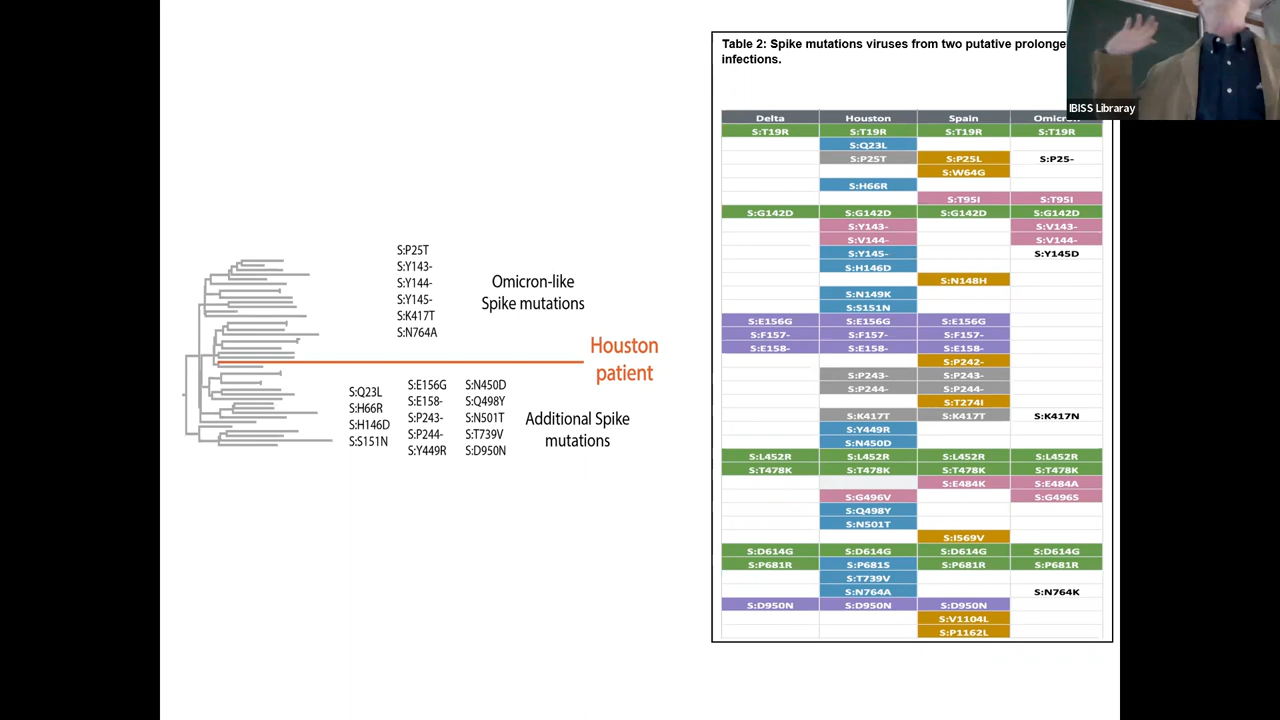 S:P25T
S:Y143-
S:Y144-
S:Y145-
S:K417T
S:N764A
Omicron-like
Spike mutations
Houston
patient
S:Q23L
S:H66R
S:H146D
S:S151N
S:E156G
S:E158-
S:P243-
S:P244-
S:Y449R
S:N450D
S:Q498Y
S:N501T
S:T739V
S:D950N
Additional Spike
mutations
Table 2: Spike mutations viruses from two putative
infections.
IBISS Libraray
Delta Houston Spain
S:T19R S:T19R S:T19R S:T19R
S:Q23L
S:P25T S:P25L S:P25-
S:W64G
S:H66R
S:T95I S:T95I
S:G142D S:G142D S:G142D S:G142D
S:Y143- S:V143-
S:V144- S:V144-
S:Y145- S:Y145D
S:H146D
S:N148H
S:N149K
S:S151N
S:E156G S:E156G S:E156G
S:F157- S:F157- S:F157-
S:E158- S:E158- S:E158-
S:P242-
S:P243- S:P243-
S:P244- S:P244-
S:T274I
S:K417T S:K417T S:K417N
S:Y449R
S:N450D
S:L452R S:L452R S:L452R S:L452R
S:T478K S:T478K S:T478K S:T478K
S:E484K S:E484A
S:G496V S:G496S
S:Q498Y
S:N501T
S:I569V
S:D614G S:D614G S:D614G S:D614G
S:P681R S:P681S S:P681R S:P681R
S:T739V
S:N764A S:N764K
S:D950N S:D950N S:D950N
S:V1104L
S:P1162L